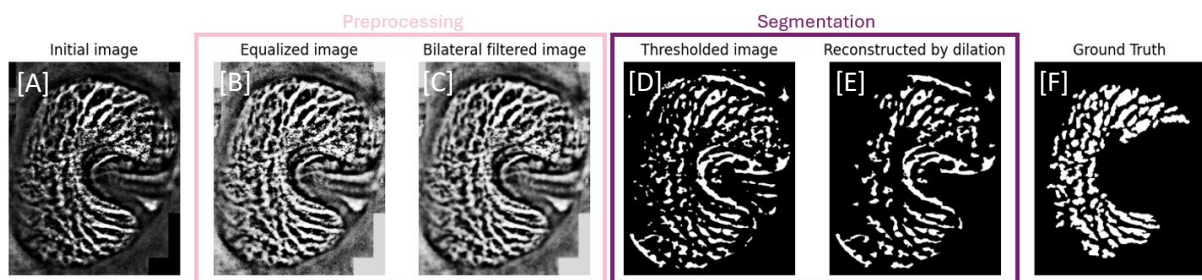 Preprocessing
Segmentation
Initial image
Equalized image
Bilateral filtered image
Thresholded image
Reconstructed by dilation
Ground Truth
[A]
[B]
[C]
[D]
[E]
[F]